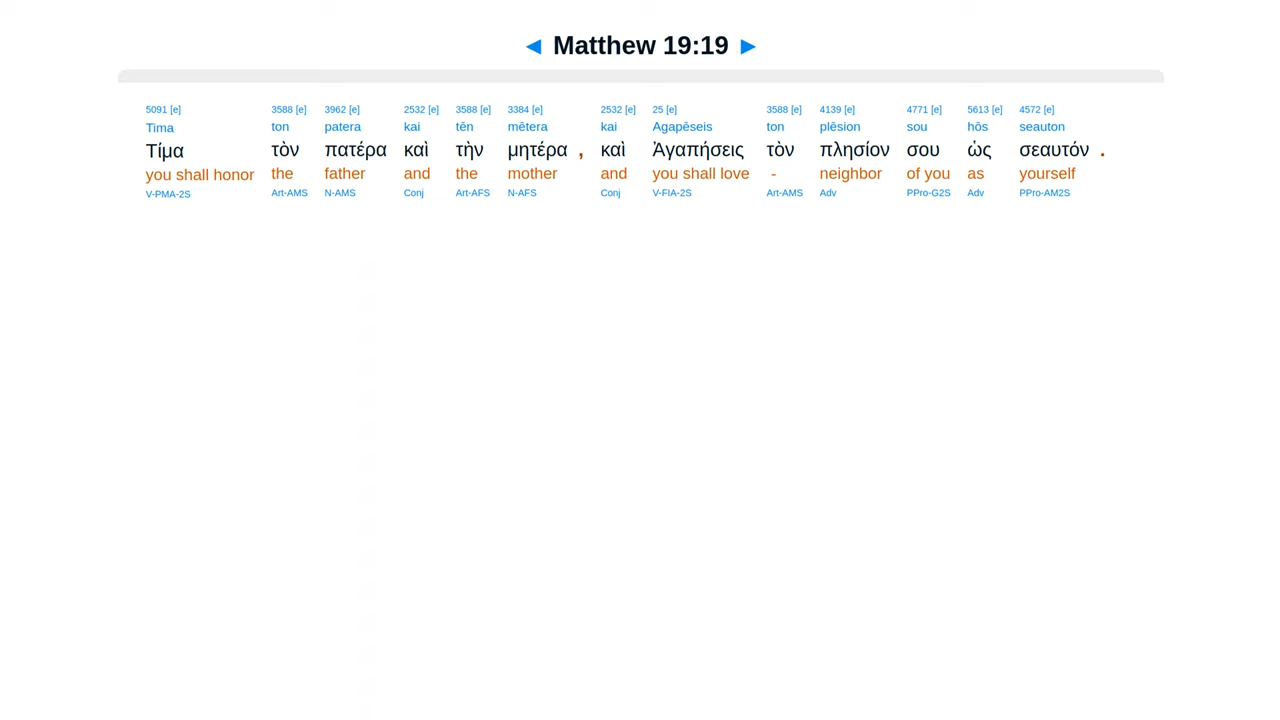 ◄ Matthew 19:19 ►
5091 [e] 3588 [e] 3962 [e] 2532 [e] 3588 [e] 3384 [e] 2532 [e] 25 [e] 3588 [e] 4139 [e] 4771 [e] 5613 [e] 4572 [e]
Tima ton patera kai tēn mētera kai Agapēseis ton plēsion sou hōs seauton
Τίμα τὸν πατέρα καὶ τὴν μητέρα , καὶ Ἀγαπήσεις τὸν πλησίον σου ὡς σεαυτόν .
you shall honor the father and the mother and you shall love - neighbor of you as yourself
V-PMA-2S Art-AMS N-AMS Conj Art-AFS N-AFS Conj V-FIA-2S Art-AMS Adv PPro-G2S Adv PPro-AM2S